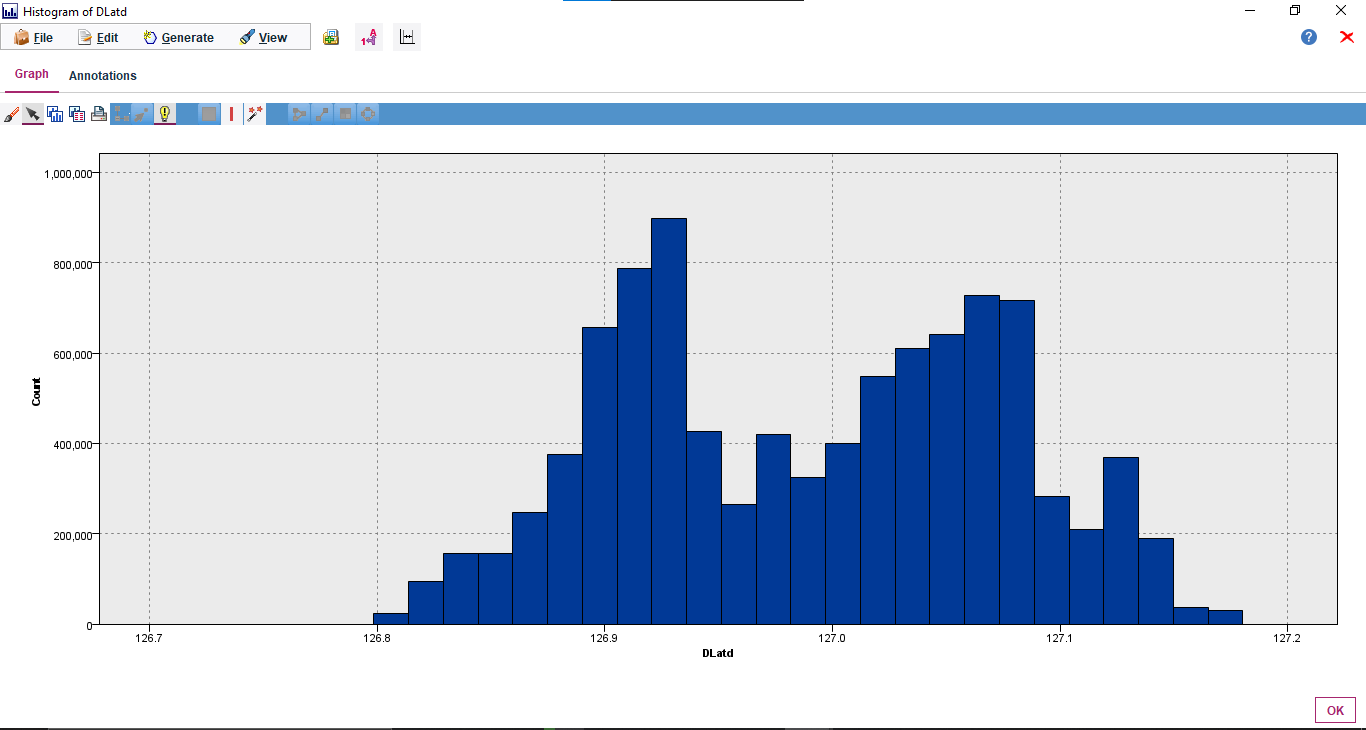 Histogram of DLatd
File Edit Generate View
Graph Annotations
1,000,000
800,000
600,000
400,000
200,000
0
Count
126.7 126.8 126.9 127.0 127.1 127.2
DLatd
OK